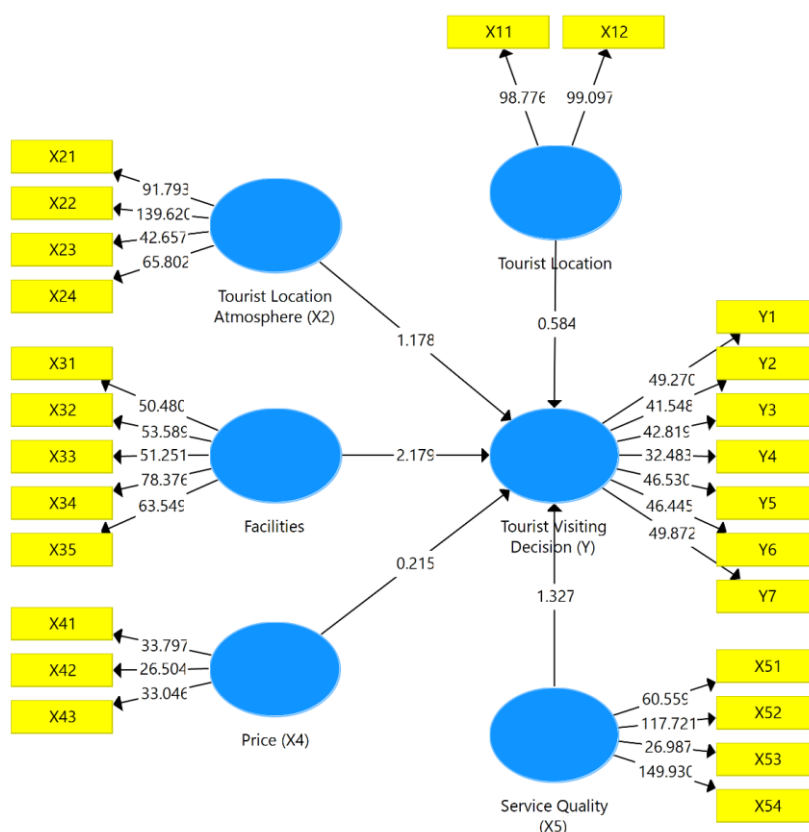 X11
X12
98.776
99.097
Tourist Location
0.584
X21
X22
X23
X24
91.793
139.620
42.657
65.802
Tourist Location
Atmosphere (X2)
1.178
X31
X32
X33
X34
X35
50.480
53.589
51.251
78.376
63.549
Facilities
2.179
X41
X42
X43
33.797
26.504
33.046
Price (X4)
0.215
Tourist Visiting
Decision (Y)
49.270
41.548
42.819
32.483
46.530
46.445
49.872
Y1
Y2
Y3
Y4
Y5
Y6
Y7
1.327
Service Quality
(X5)
60.559
117.721
26.987
149.930
X51
X52
X53
X54